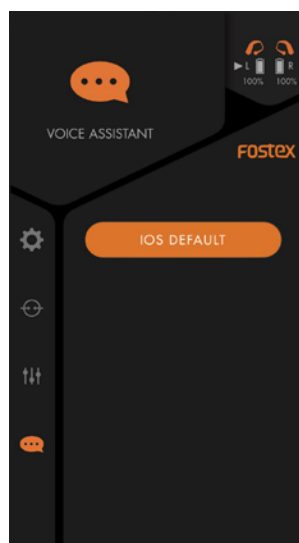 L R
100% 100%
VOICE ASSISTANT
Fostex
IOS DEFAULT